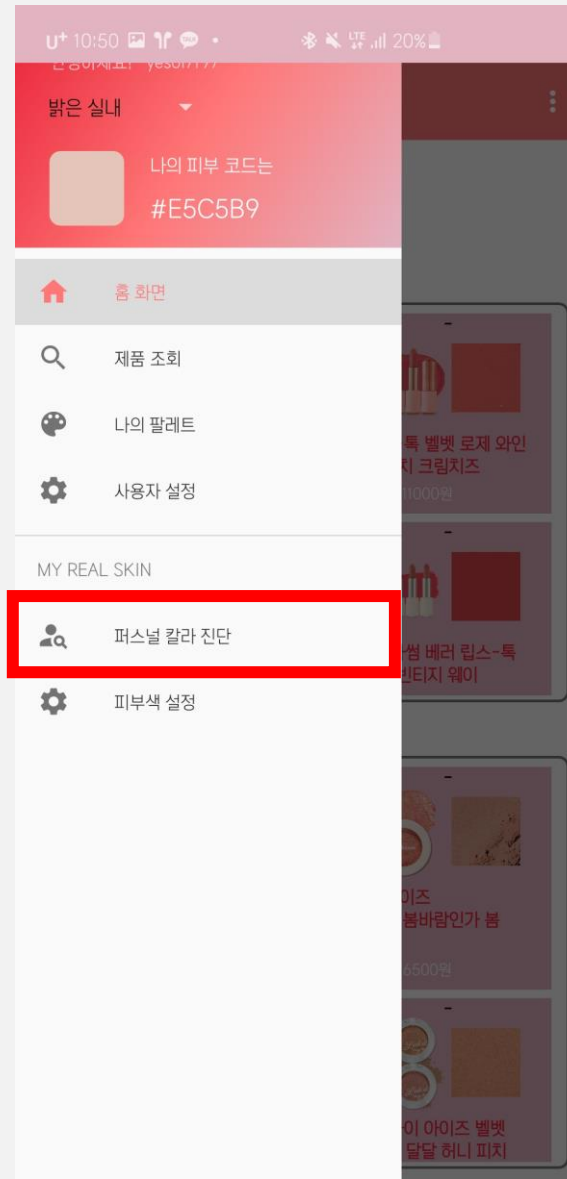 U+ 10:50 TALK LTE 20%
밝은 실내
나의 피부 코드는
#E5C5B9
홈 화면
제품 조회
나의 팔레트
사용자 설정
MY REAL SKIN
퍼스널 칼라 진단
피부색 설정
-
톡 벨벳 로제 와인
치 크림치즈
11000원
-
썸 베러 립스-톡
빈티지 웨이
-
이즈
봄바람인가 봄
6500원
-
이 아이즈 벨벳
달달 허니 피치